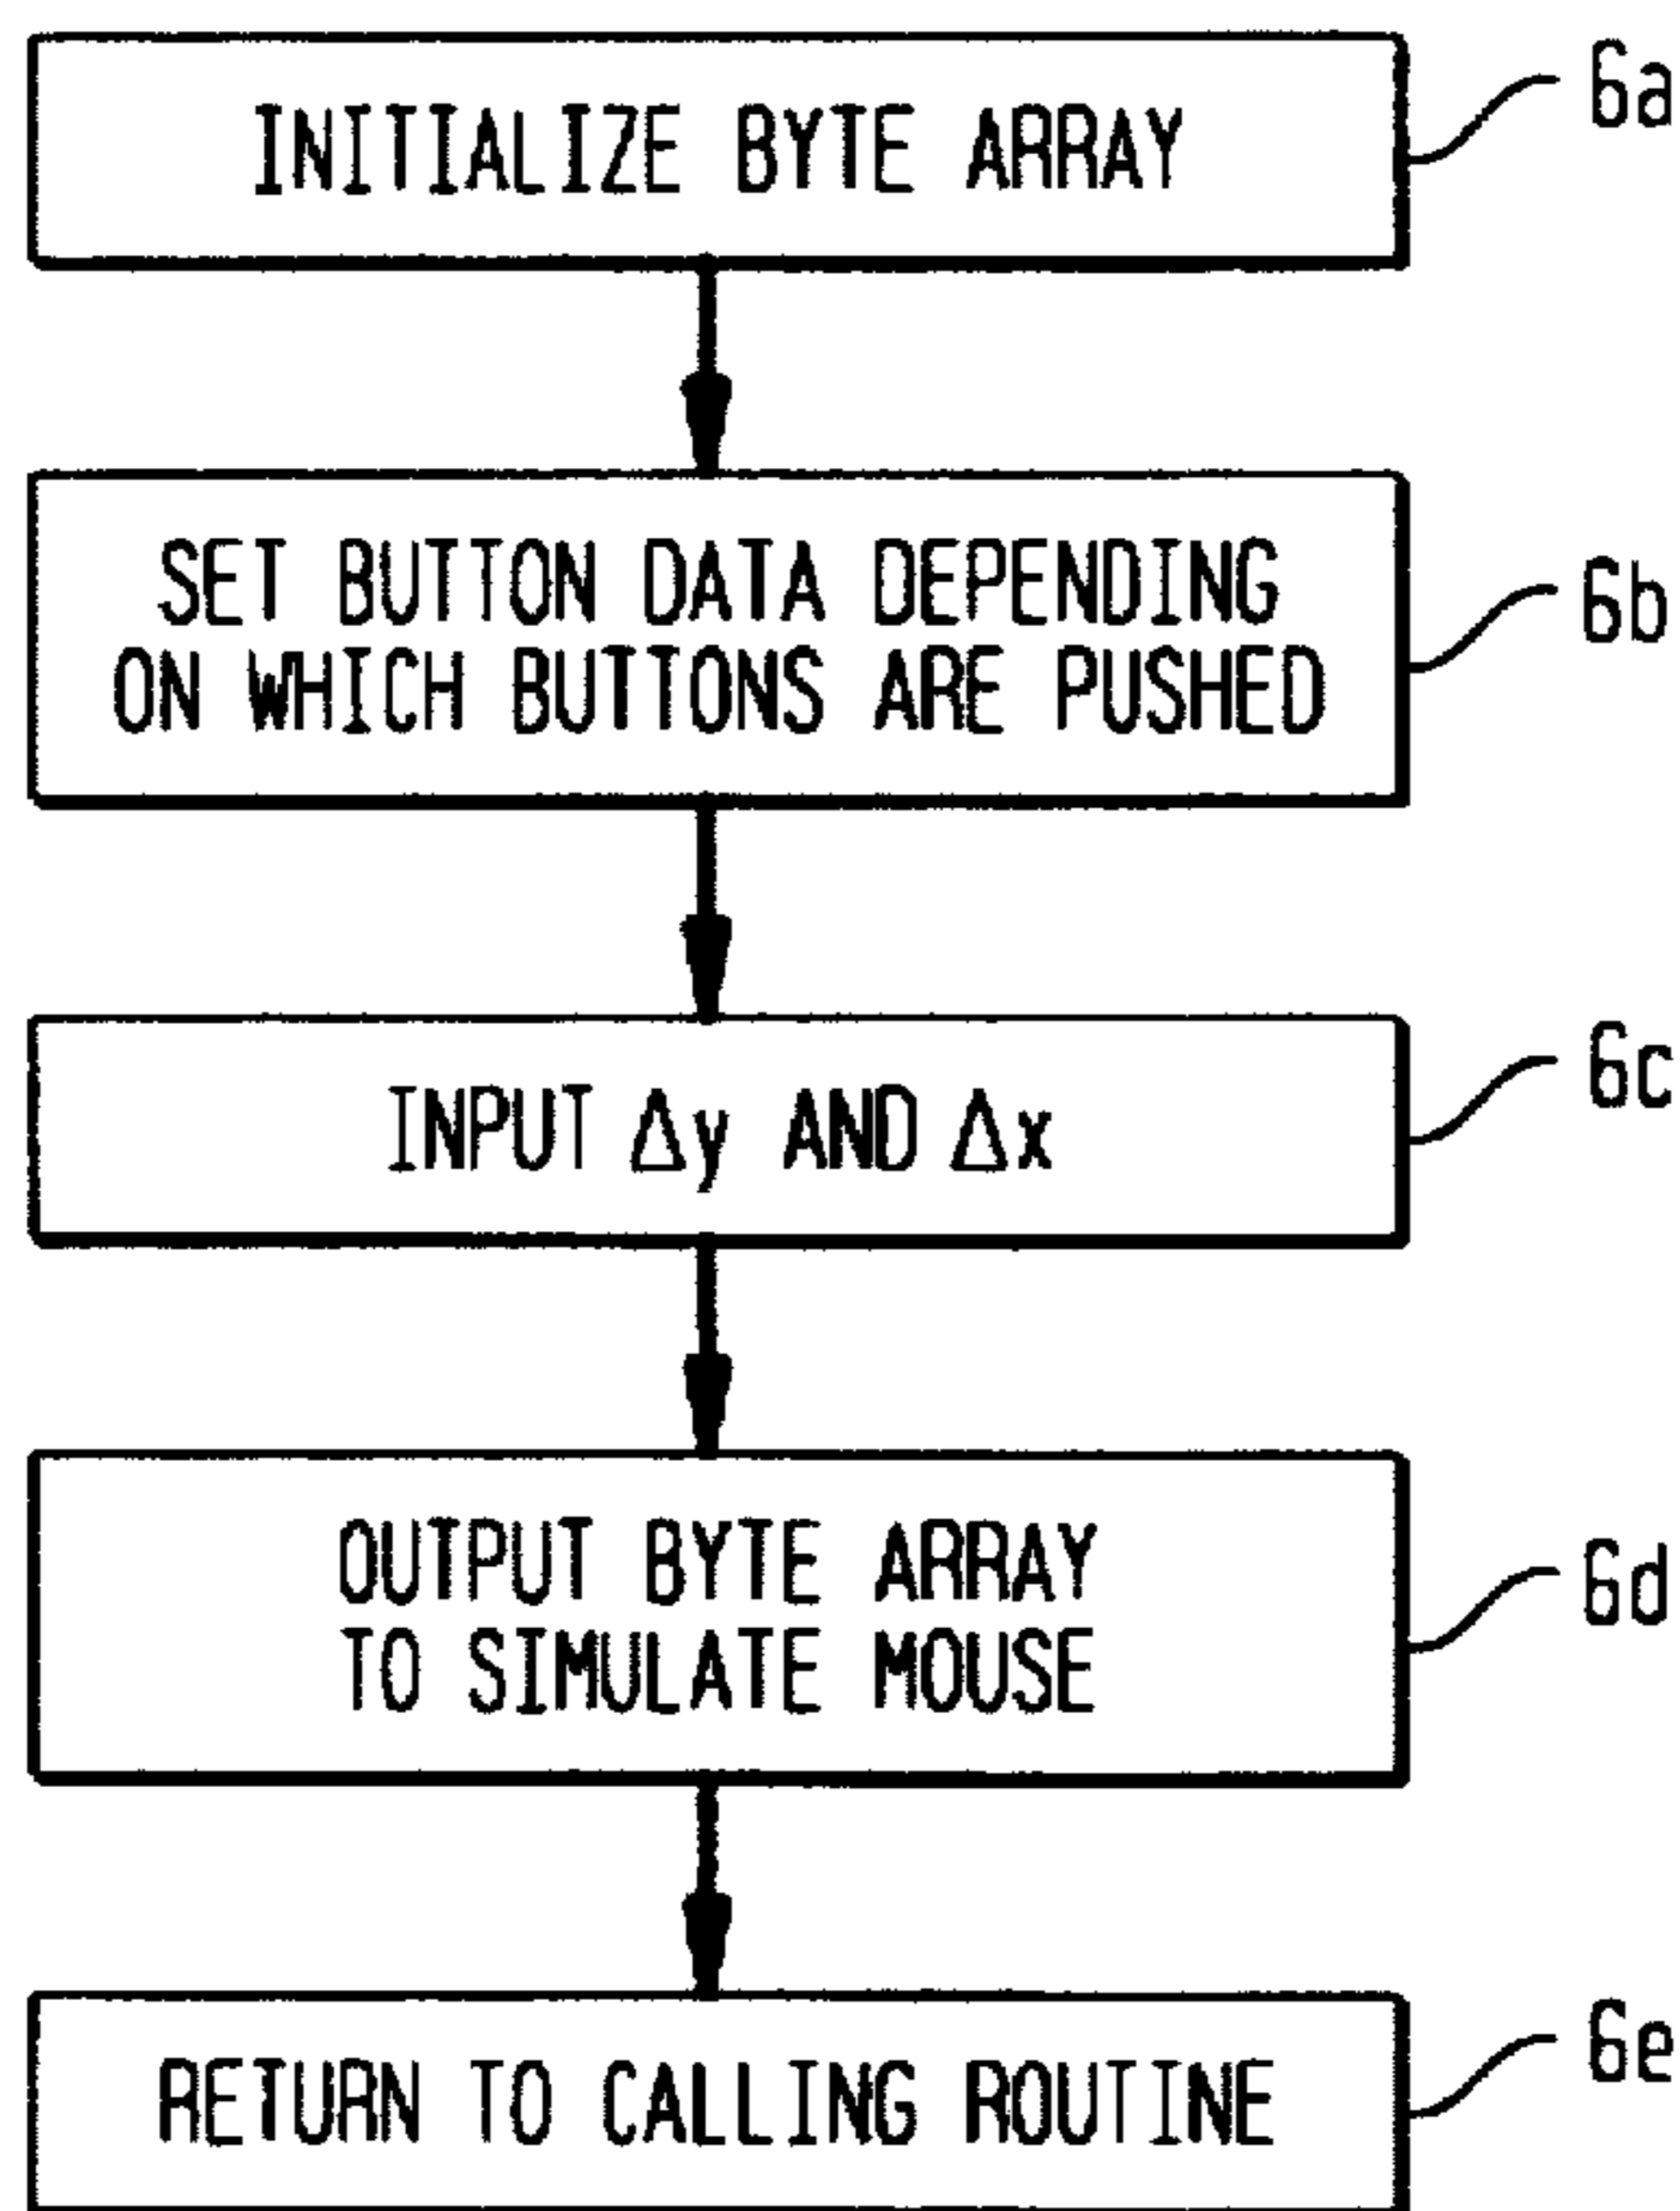 INITIALIZE BYTE ARRAY
6a
SET BUTTON DATA DEPENDING
ON WHICH BUTTONS ARE PUSHED
6b
INPUT Δy AND Δx
6c
OUTPUT BYTE ARRAY
TO SIMULATE MOUSE
6d
RETURN TO CALLING ROUTINE
6e